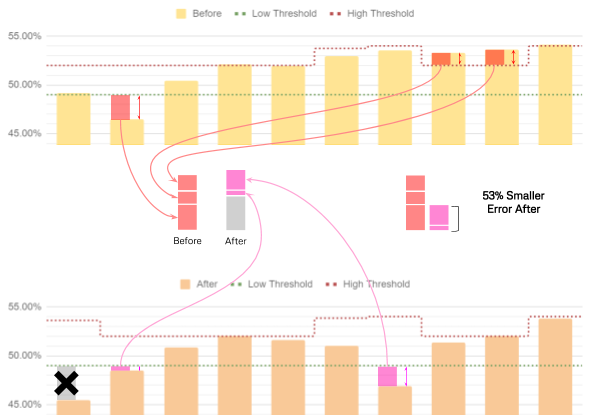 Before Low Threshold High Threshold
55.00%
50.00%
45.00%
53% Smaller
Error After
Before After
After Low Threshold High Threshold
55.00%
50.00%
45.00%